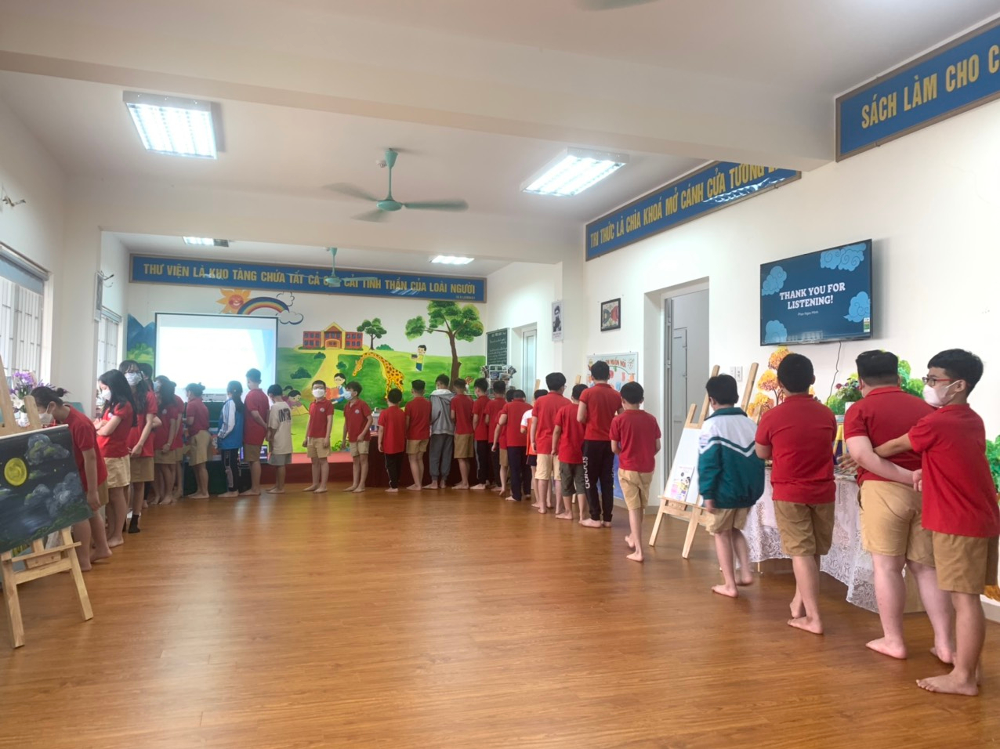 SÁCH LÀM CHO C
TRI THỨC LÀ CHÌA KHOÁ MỞ CÁNH CỬA TƯƠNG
THƯ VIỆN LÀ KHO TÀNG CHỨA TẤT CẢ CỦA CẢI TINH THẦN CỦA LOÀI NGƯỜI
THANK YOU FOR
LISTENING!